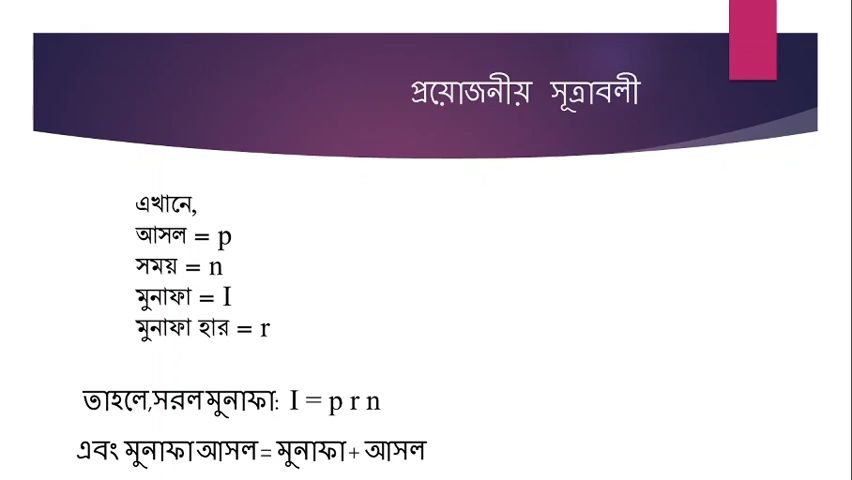 প্রয়োজনীয় সূত্রাবলী
এখানে,
আসল = p
সময় = n
মুনাফা = I
মুনাফা হার = r
তাহলে,সরল মুনাফা: I = p r n
এবং মুনাফা আসল = মুনাফা + আসল